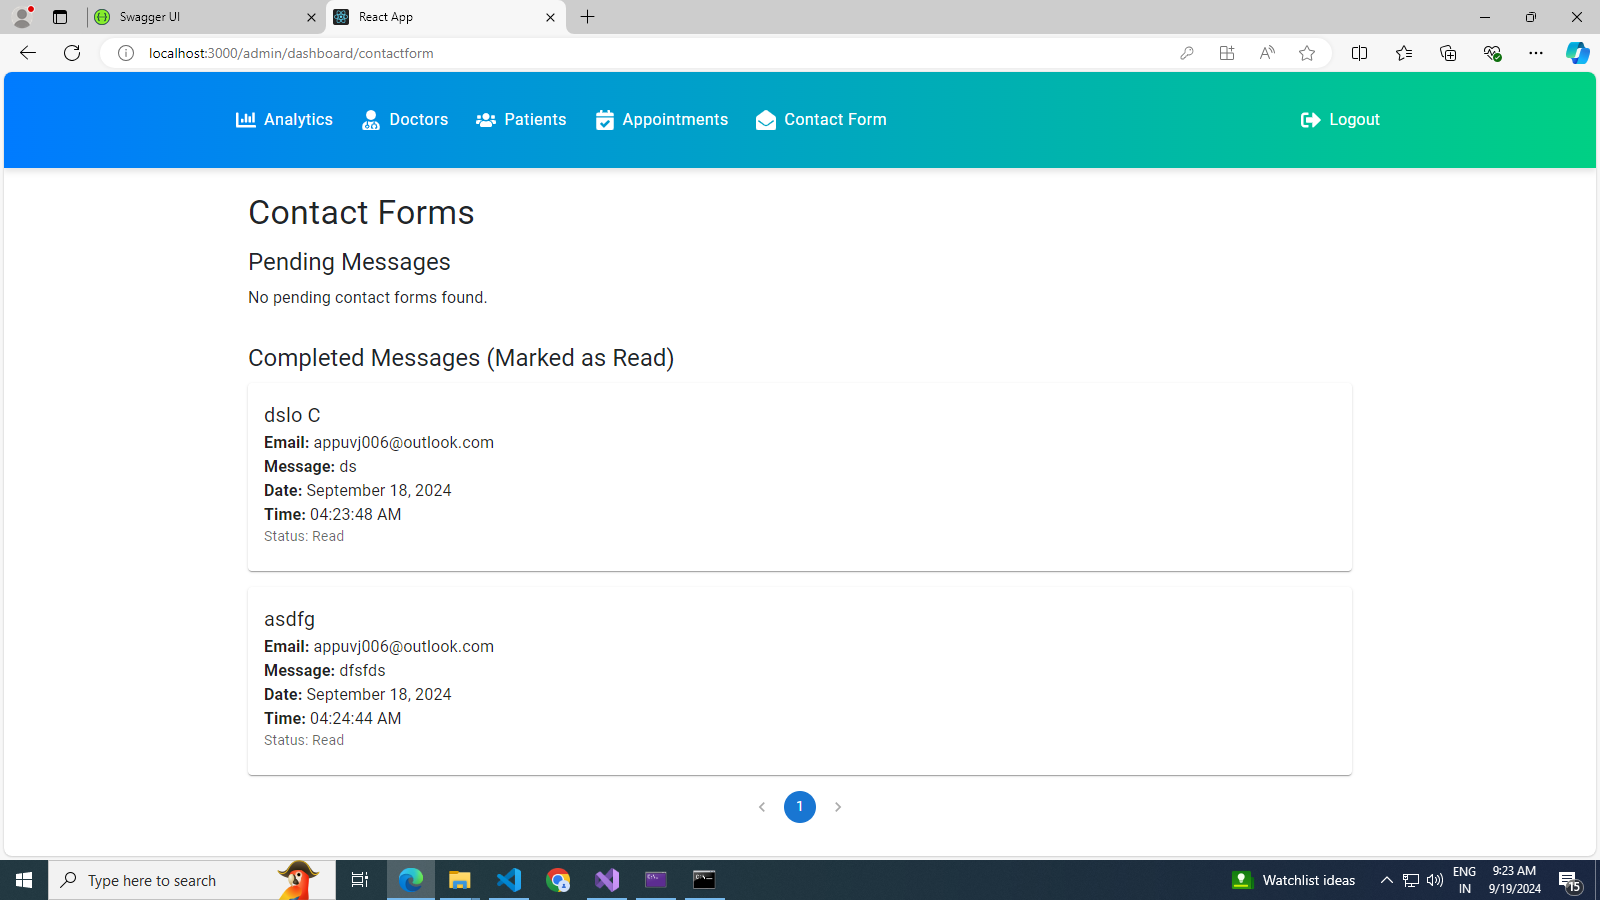 Swagger UI
React App
localhost:3000/admin/dashboard/contactform
Analytics
Doctors
Patients
Appointments
Contact Form
Logout
Contact Forms
Pending Messages
No pending contact forms found.
Completed Messages (Marked as Read)
dslo C
Email: appuvj006@outlook.com
Message: ds
Date: September 18, 2024
Time: 04:23:48 AM
Status: Read
asdfg
Email: appuvj006@outlook.com
Message: dfsfds
Date: September 18, 2024
Time: 04:24:44 AM
Status: Read
1
Type here to search
Watchlist ideas
ENG
IN
9:23 AM
9/19/2024
15